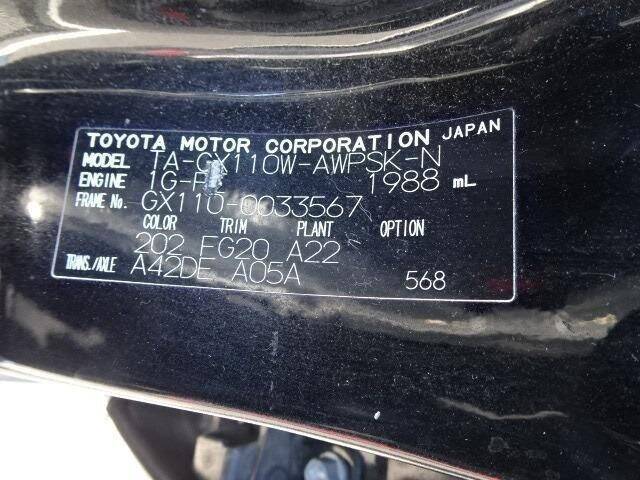 TOYOTA MOTOR CORPORATION JAPAN
MODEL TA-GX110W-AWPSK-N
ENGINE 1988 mL
FRAME No. GX110-0033567
COLOR TRIM PLANT OPTION
202 FG20 A22
TRANS./AXLE A42DE A05A 568